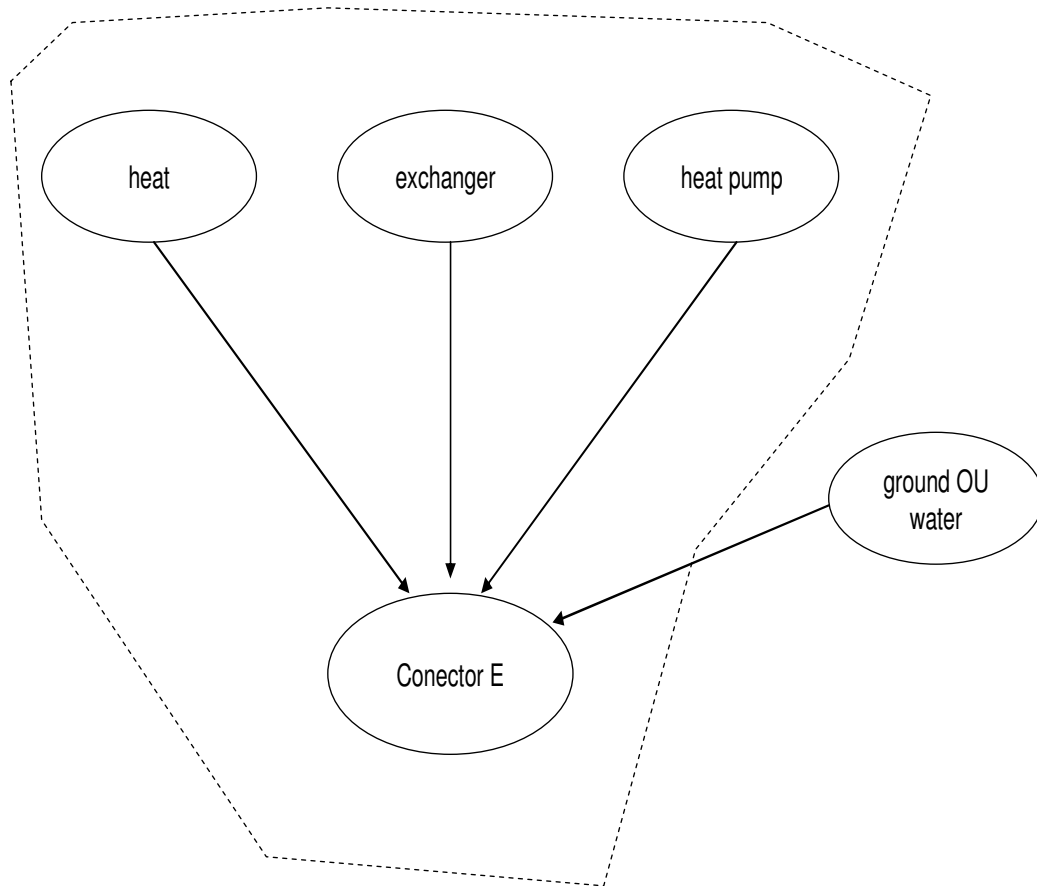 heat
exchanger
heat pump
ground OU
water
Conector E